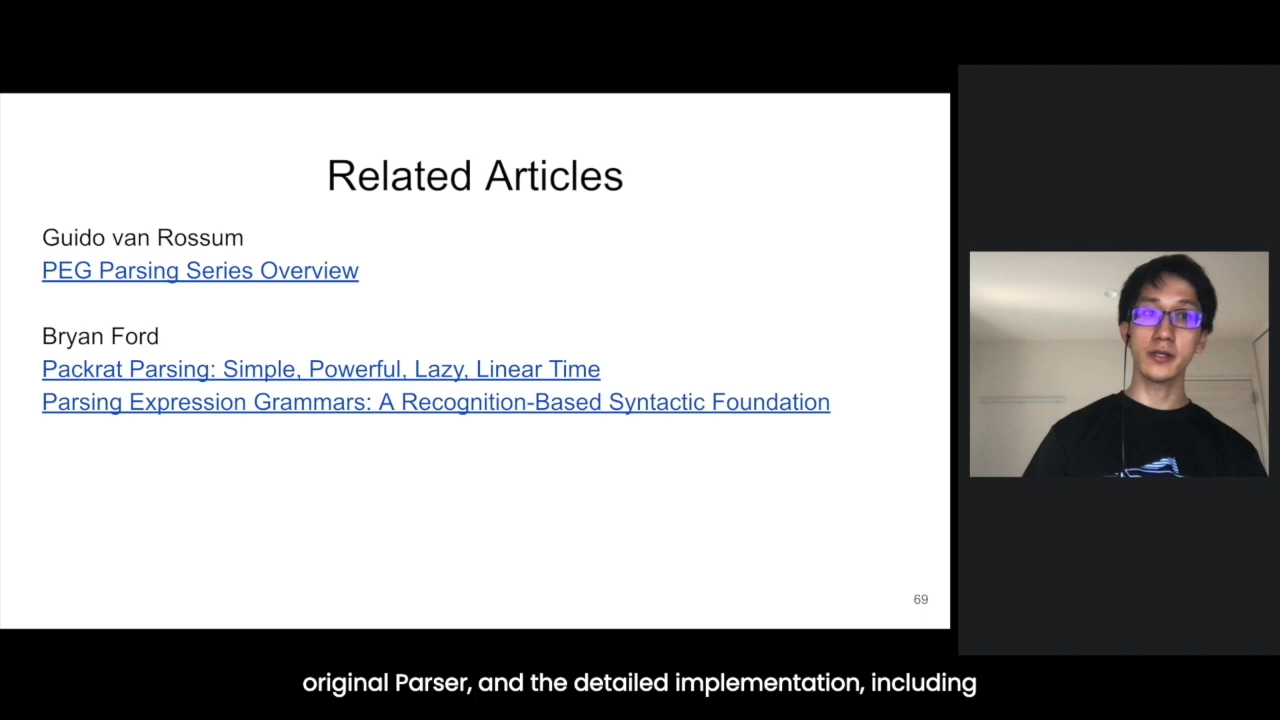 Related Articles
Guido van Rossum
PEG Parsing Series Overview
Bryan Ford
Packrat Parsing: Simple, Powerful, Lazy, Linear Time
Parsing Expression Grammars: A Recognition-Based Syntactic Foundation
69
original Parser, and the detailed implementation, including